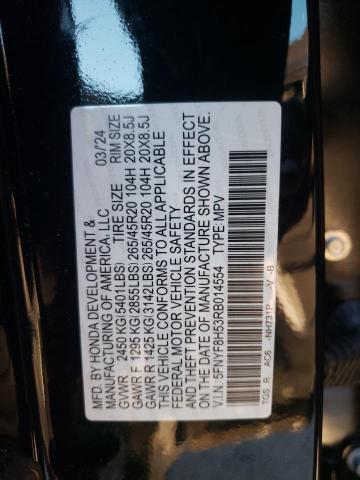 MFD. BY HONDA DEVELOPMENT & 03/24
MANUFACTURING OF AMERICA, LLC
GVWR 2450 KG(5401LBS) TIRE SIZE RIM SIZE
GAWR F 1295 KG(2855LBS)265/45R20 104H 20X8.5J
GAWR R 1425 KG(3142LBS)265/45R20 104H 20X8.5J
THIS VEHICLE CONFORMS TO ALL APPLICABLE
FEDERAL MOTOR VEHICLE SAFETY
AND THEFT PREVENTION STANDARDS IN EFFECT
ON THE DATE OF MANUFACTURE SHOWN ABOVE.
V.I.N.:5FNYF8H53RB014554 TYPE:MPV
TGS R AC6 -NH731P -V -B